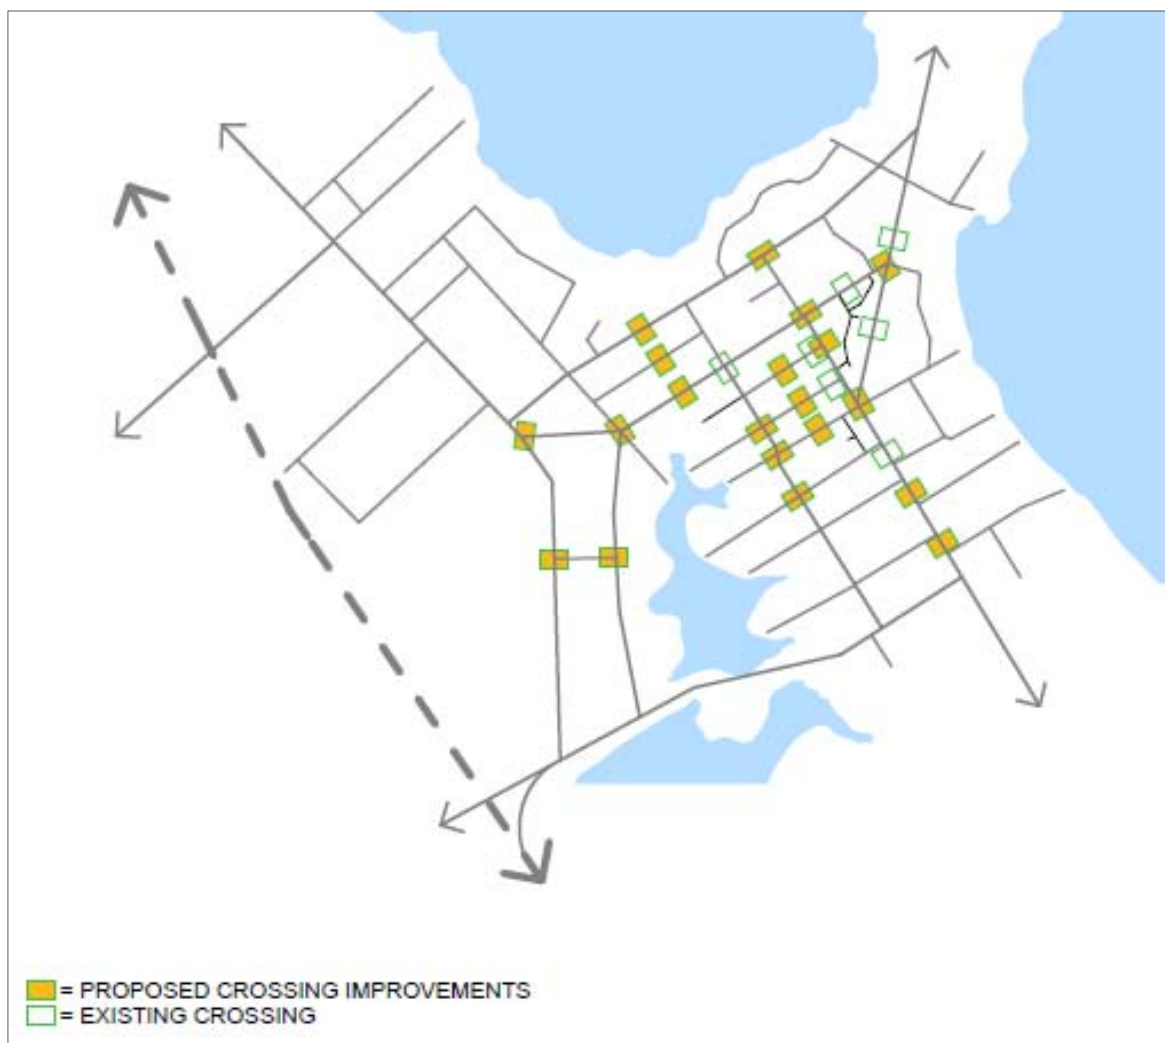 = PROPOSED CROSSING IMPROVEMENTS
= EXISTING CROSSING